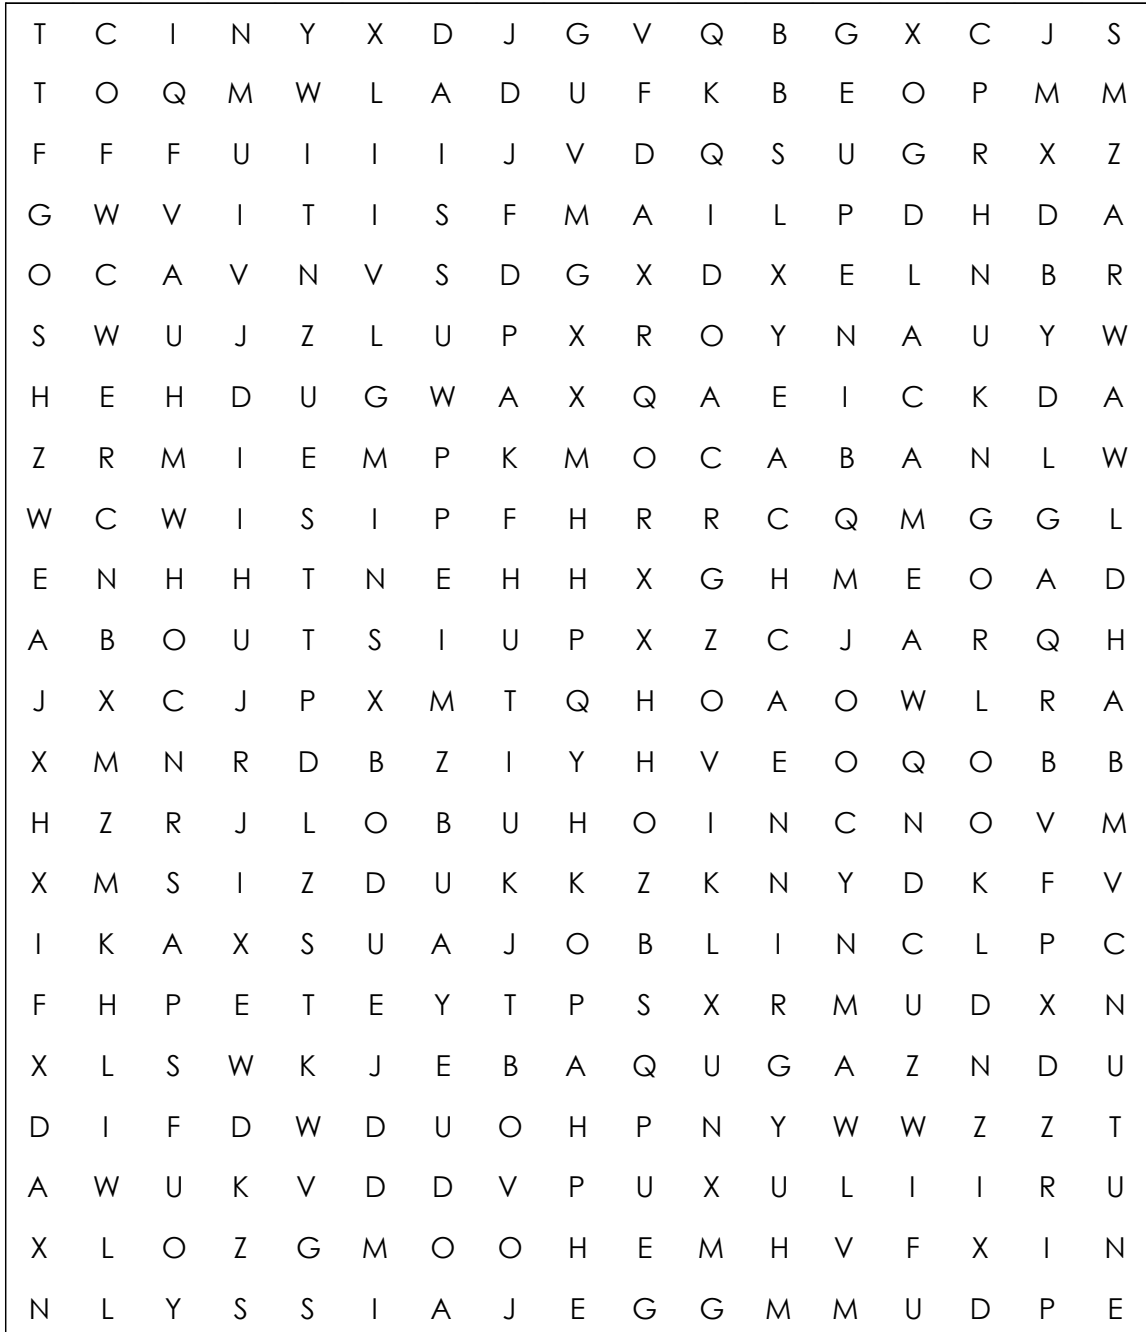 T C I N Y X D J G V Q B G X C J S
T O Q M W L A D U F K B E O P M M
F F F U I I I J V D Q S U G R X Z
G W V I T I S F M A I L P D H D A
O C A V N V S D G X D X E L N B R
S W U J Z L U P X R O Y N A U Y W
H E H D U G W A X Q A E I C K D A
Z R M I E M P K M O C A B A N L W
W C W I S I P F H R R C Q M G G L
E N H H T N E H H X G H M E O A D
A B O U T S I U P X Z C J A R Q H
J X C J P X M T Q H O A O W L R A
X M N R D B Z I Y H V E O Q O B B
H Z R J L O B U H O I N C N O V M
X M S I Z D U K K Z K N Y D K F V
I K A X S U A J O B L I N C L P C
F H P E T E Y T P S X R M U D X N
X L S W K J E B A Q U G A Z N D U
D I F D W D U O H P N Y W W Z Z T
A W U K V D D V P U X U L I I R U
X L O Z G M O O H E M H V F X I N
N L Y S S I A J E G G M M U D P E